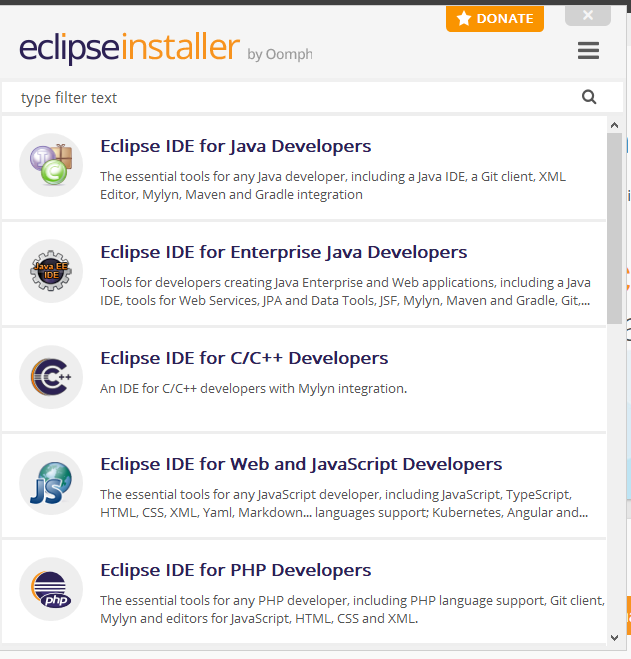 DONATE
eclipseinstaller by Oomph
type filter text
Eclipse IDE for Java Developers
The essential tools for any Java developer, including a Java IDE, a Git client, XML
Editor, Mylyn, Maven and Gradle integration
Java EE
IDE
Eclipse IDE for Enterprise Java Developers
Tools for developers creating Java Enterprise and Web applications, including a Java
IDE, tools for Web Services, JPA and Data Tools, JSF, Mylyn, Maven and Gradle, Git,...
C++
Eclipse IDE for C/C++ Developers
An IDE for C/C++ developers with Mylyn integration.
JS
Eclipse IDE for Web and JavaScript Developers
The essential tools for any JavaScript developer, including JavaScript, TypeScript,
HTML, CSS, XML, Yaml, Markdown... languages support; Kubernetes, Angular and...
php
Eclipse IDE for PHP Developers
The essential tools for any PHP developer, including PHP language support, Git client,
Mylyn and editors for JavaScript, HTML, CSS and XML.